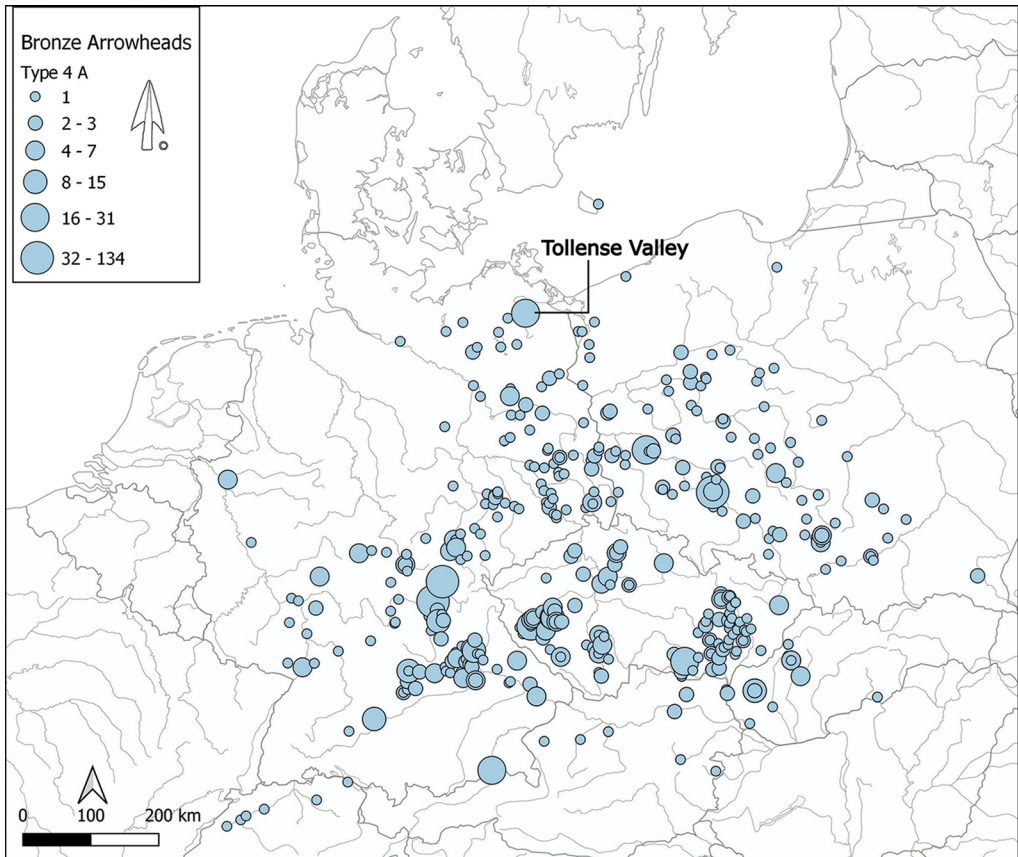 Bronze Arrowheads
Type 4 A
1
2 - 3
4 - 7
8 - 15
16 - 31
32 - 134
Tollense Valley
0 100 200 km